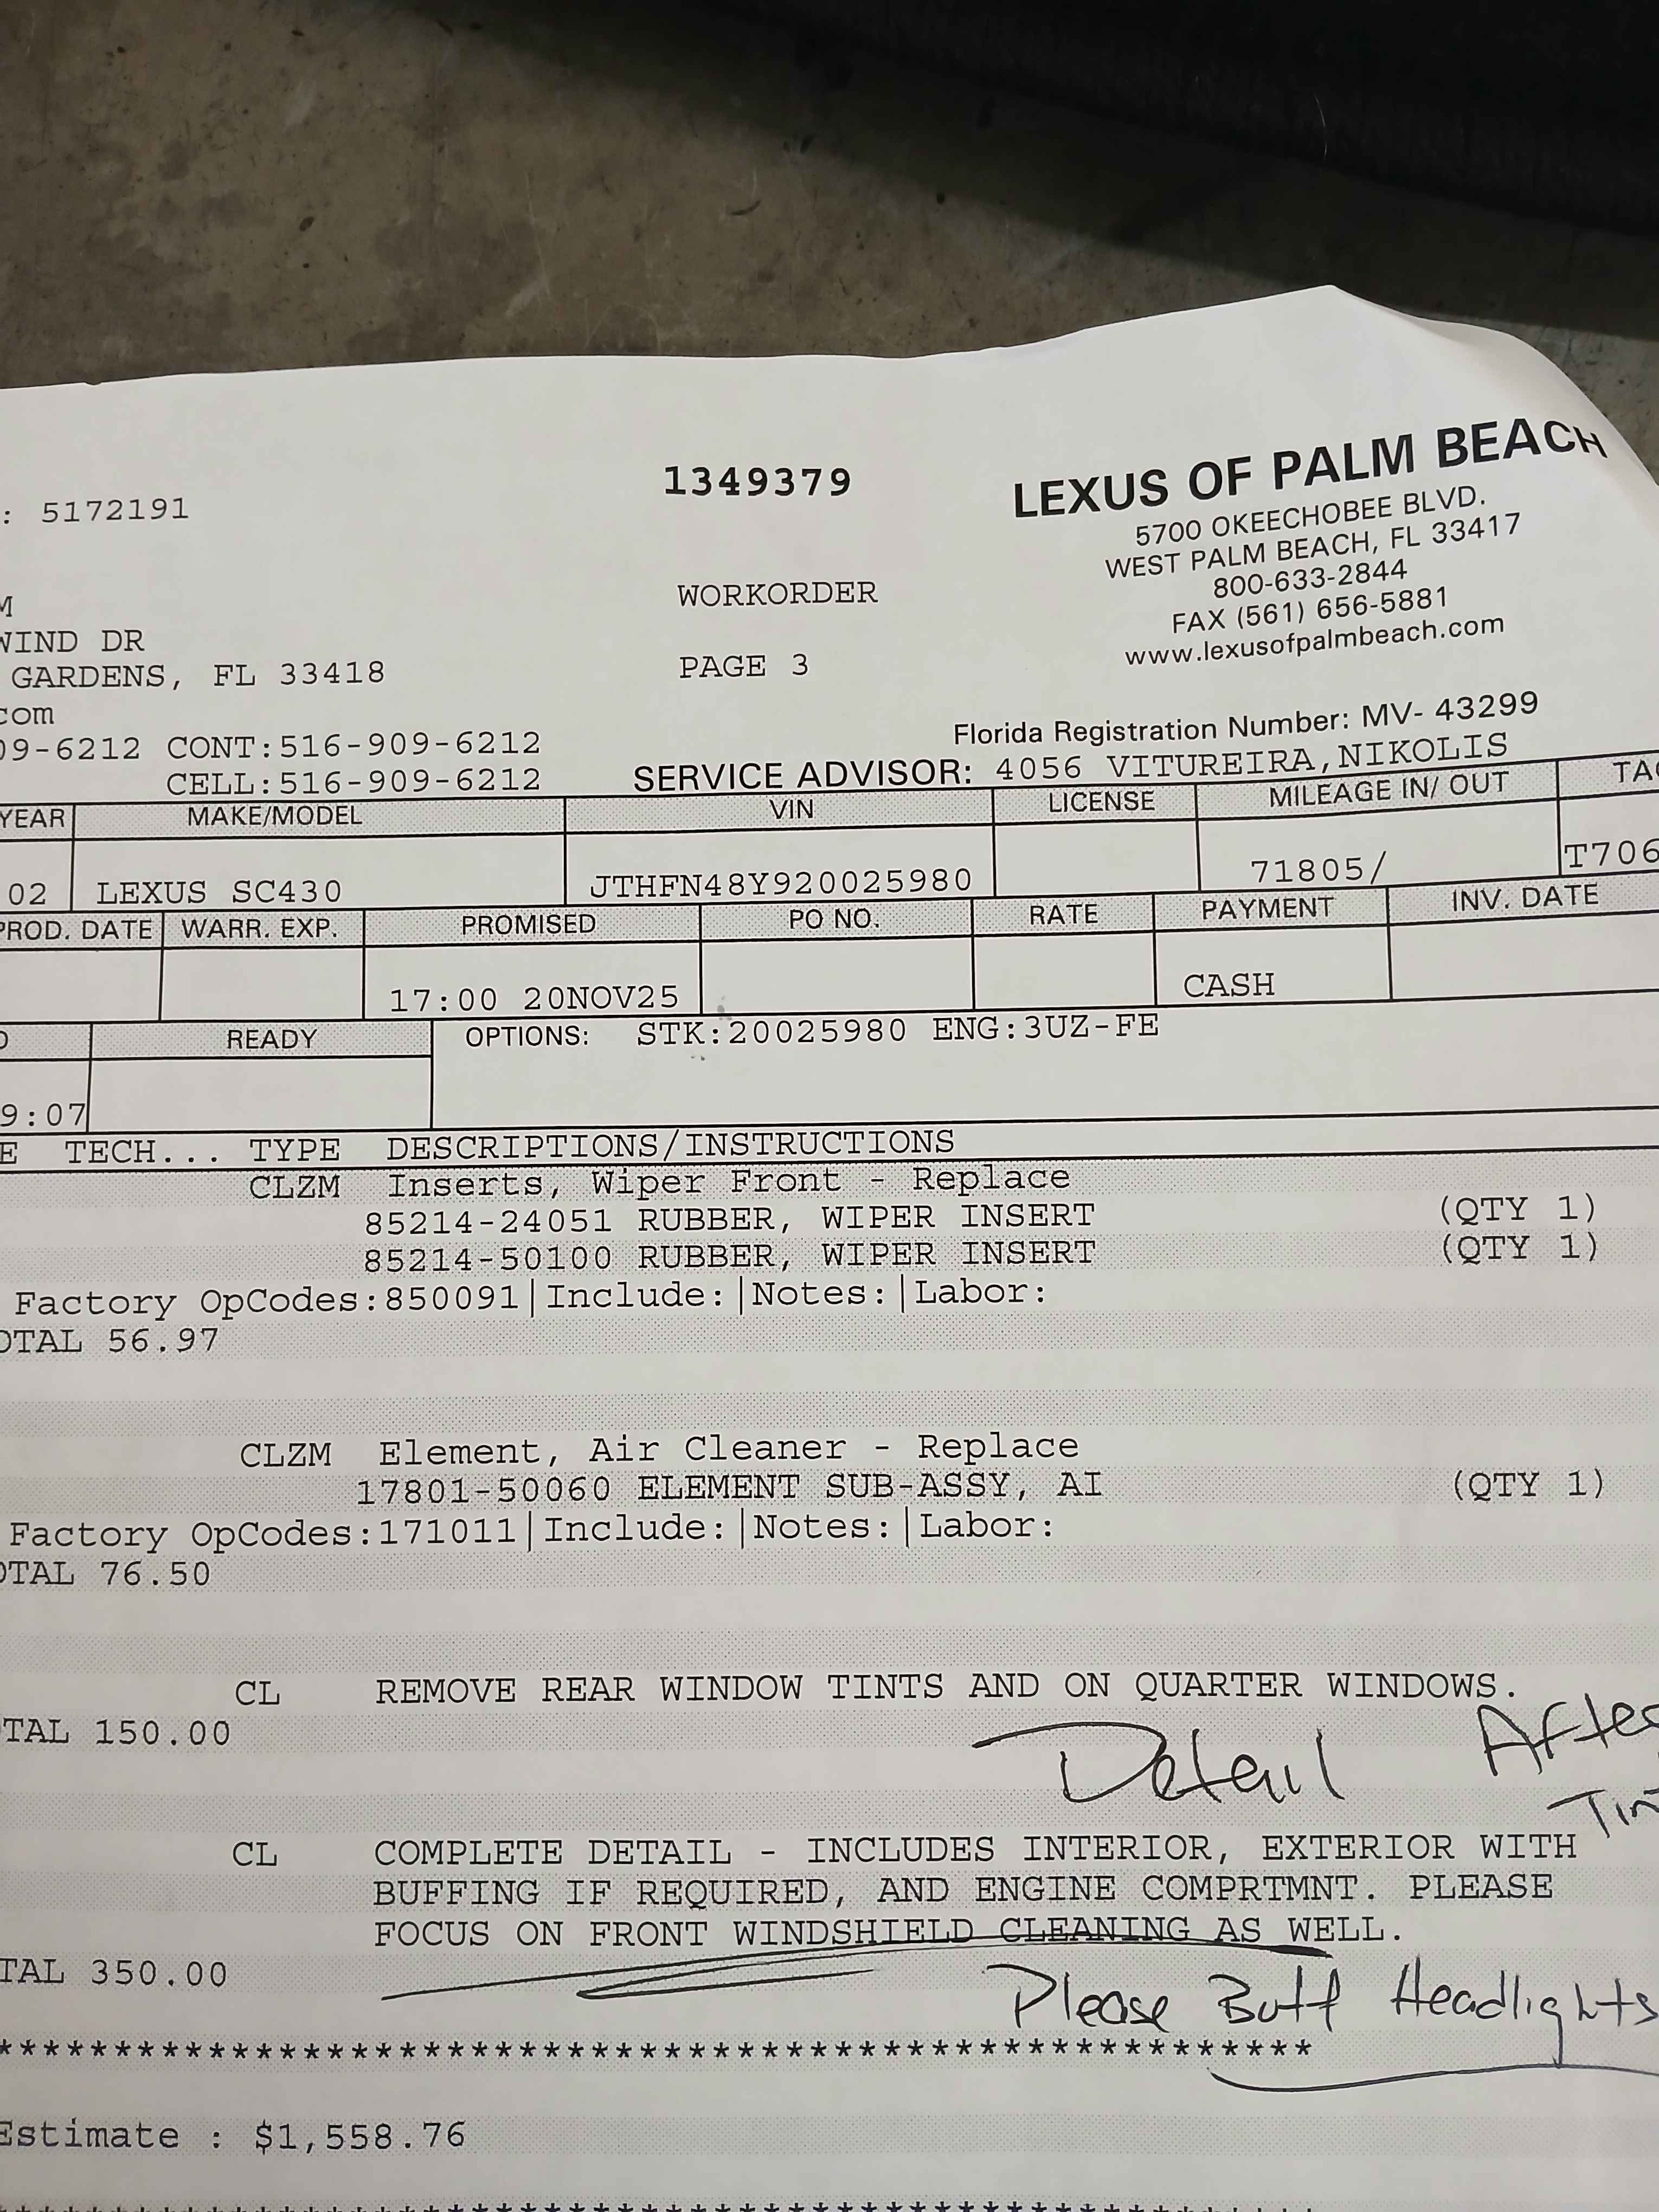 LEXUS OF PALM BEACH
5700 OKEECHOBEE BLVD.
WEST PALM BEACH, FL 33417
800-633-2844
FAX (561) 656-5881
www.lexusofpalmbeach.com
1349379
: 5172191
WORKORDER
M
WIND DR
GARDENS, FL 33418
PAGE 3
com
09-6212 CONT:516-909-6212
CELL:516-909-6212
Florida Registration Number: MV- 43299
SERVICE ADVISOR: 4056 VITUREIRA,NIKOLIS
YEAR MAKE/MODEL VIN LICENSE MILEAGE IN/ OUT TAG
02 LEXUS SC430 JTHFN48Y920025980 71805/ T706
PROD. DATE WARR. EXP. PROMISED PO NO. RATE PAYMENT INV. DATE
17:00 20NOV25 CASH
READY OPTIONS: STK:20025980 ENG:3UZ-FE
9:07
E TECH... TYPE DESCRIPTIONS/INSTRUCTIONS
CLZM Inserts, Wiper Front - Replace
85214-24051 RUBBER, WIPER INSERT (QTY 1)
85214-50100 RUBBER, WIPER INSERT (QTY 1)
Factory OpCodes:850091|Include:|Notes:|Labor:
OTAL 56.97
CLZM Element, Air Cleaner - Replace
17801-50060 ELEMENT SUB-ASSY, AI (QTY 1)
Factory OpCodes:171011|Include:|Notes:|Labor:
OTAL 76.50
CL REMOVE REAR WINDOW TINTS AND ON QUARTER WINDOWS.
TAL 150.00
Detail After
Tint
CL COMPLETE DETAIL - INCLUDES INTERIOR, EXTERIOR WITH
BUFFING IF REQUIRED, AND ENGINE COMPRTMNT. PLEASE
FOCUS ON FRONT WINDSHIELD CLEANING AS WELL.
TAL 350.00
Please Buff Headlights
******************************************************
Estimate : $1,558.76